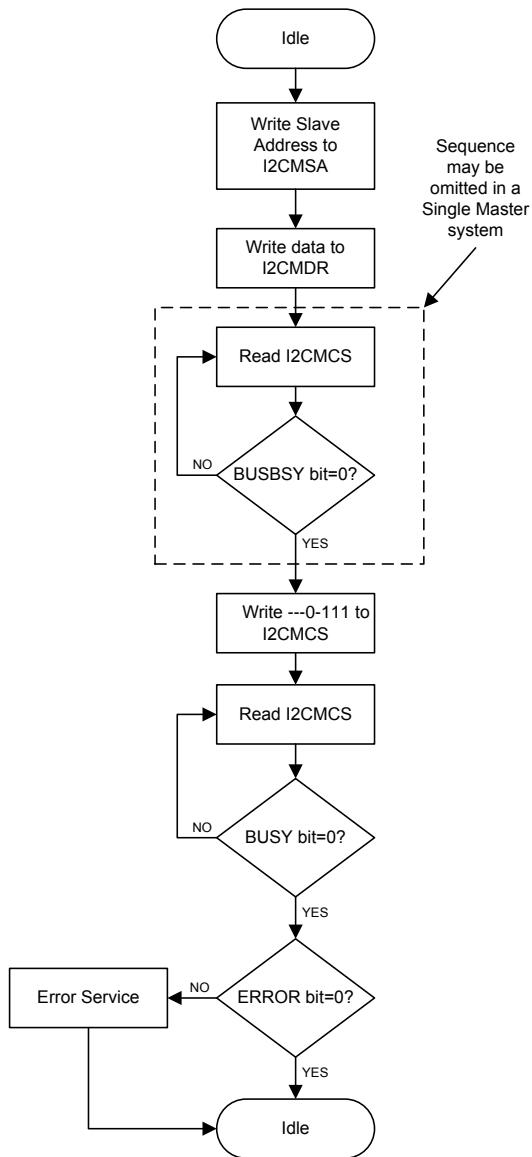 Idle
Write Slave
Address to
I2CMSA
Sequence
may be
omitted in a
Single Master
system
Write data to
I2CMDR
Read I2CMCS
NO
BUSBSY bit=0?
YES
Write ---0-111 to
I2CMCS
Read I2CMCS
NO
BUSY bit=0?
YES
Error Service
NO
ERROR bit=0?
YES
Idle